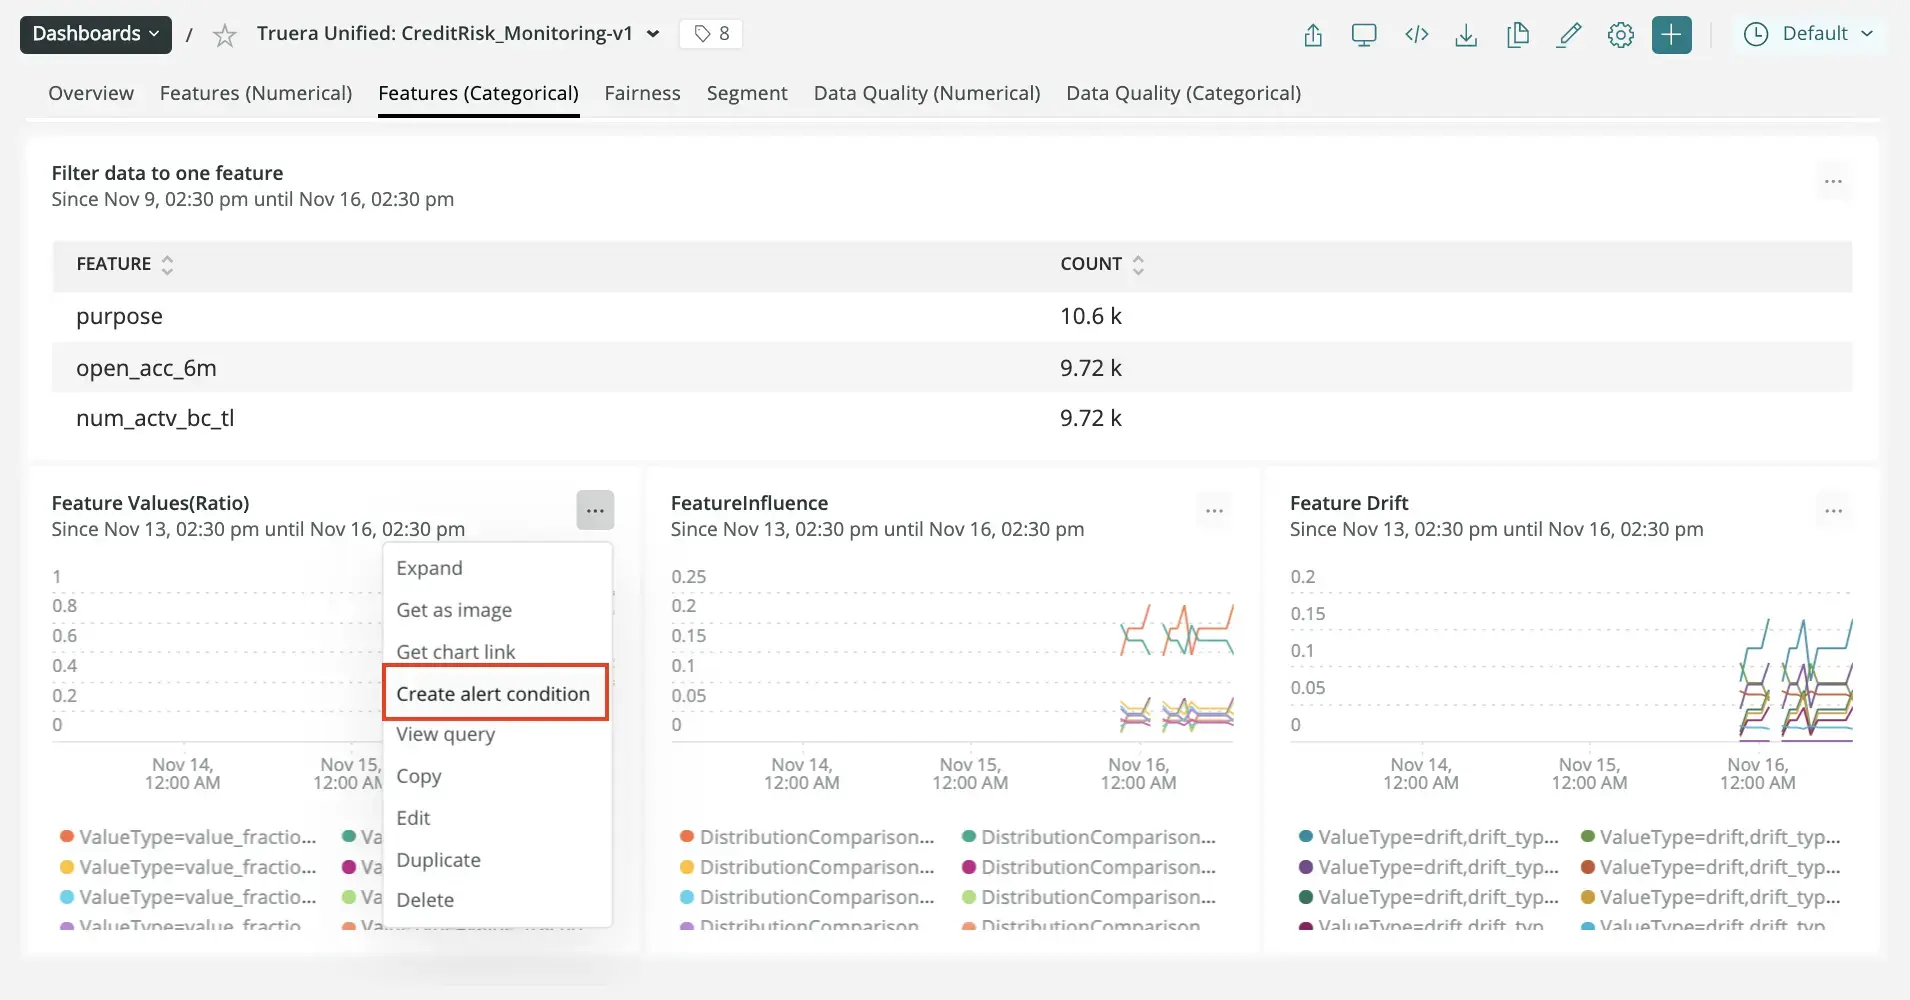 Dashboards
/
Truera Unified: CreditRisk_Monitoring-v1
8
Default
Overview
Features (Numerical)
Features (Categorical)
Fairness
Segment
Data Quality (Numerical)
Data Quality (Categorical)
Filter data to one feature
Since Nov 9, 02:30 pm until Nov 16, 02:30 pm
...
FEATURE
COUNT
purpose
10.6 k
open_acc_6m
9.72 k
num_actv_bc_tl
9.72 k
Feature Values(Ratio)
Since Nov 13, 02:30 pm until Nov 16, 02:30 pm
...
1
0.8
0.6
0.4
0.2
0
Nov 14,
12:00 AM
Nov 15,
12:00 AM
ValueType=value_fractio...
Va
ValueType=value_fractio...
Va
ValueType=value_fractio...
Va
ValueType=value_fractio
Expand
Get as image
Get chart link
Create alert condition
View query
Copy
Edit
Duplicate
Delete
FeatureInfluence
Since Nov 13, 02:30 pm until Nov 16, 02:30 pm
...
0.25
0.2
0.15
0.1
0.05
0
Nov 14,
12:00 AM
Nov 15,
12:00 AM
Nov 16,
12:00 AM
DistributionComparison...
DistributionComparison...
DistributionComparison...
DistributionComparison...
DistributionComparison...
DistributionComparison...
DistributionComparison
DistributionComparison
Feature Drift
Since Nov 13, 02:30 pm until Nov 16, 02:30 pm
...
0.2
0.15
0.1
0.05
0
Nov 14,
12:00 AM
Nov 15,
12:00 AM
Nov 16,
12:00 AM
ValueType=drift,drift_typ...
ValueType=drift,drift_typ...
ValueType=drift,drift_typ...
ValueType=drift,drift_typ...
ValueType=drift,drift_typ...
ValueType=drift,drift_typ...
ValueType=drift,drift_typ
ValueType=drift,drift_typ